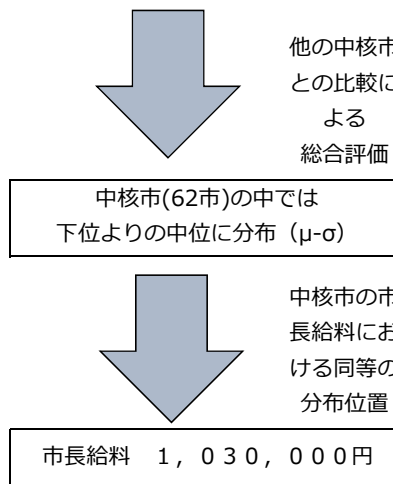 他の中核市
との比較に
よる
総合評価
中核市(62市)の中では
下位よりの中位に分布（μ-σ）
中核市の市
長給料にお
ける同等の
分布位置
市長給料　１，０３０，０００円